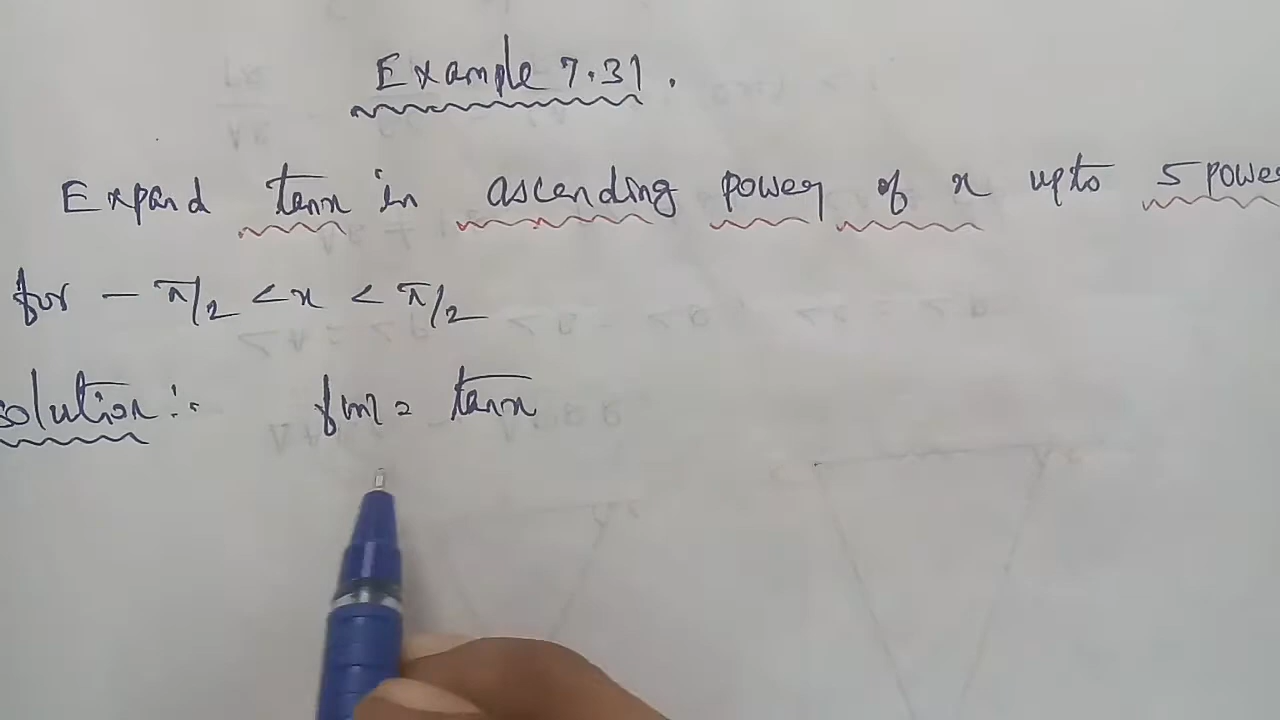 Example 7.31.
Expand tanx in ascending power of x upto 5 power
for - π/2 < x < π/2
solution:- f(x) = tanx